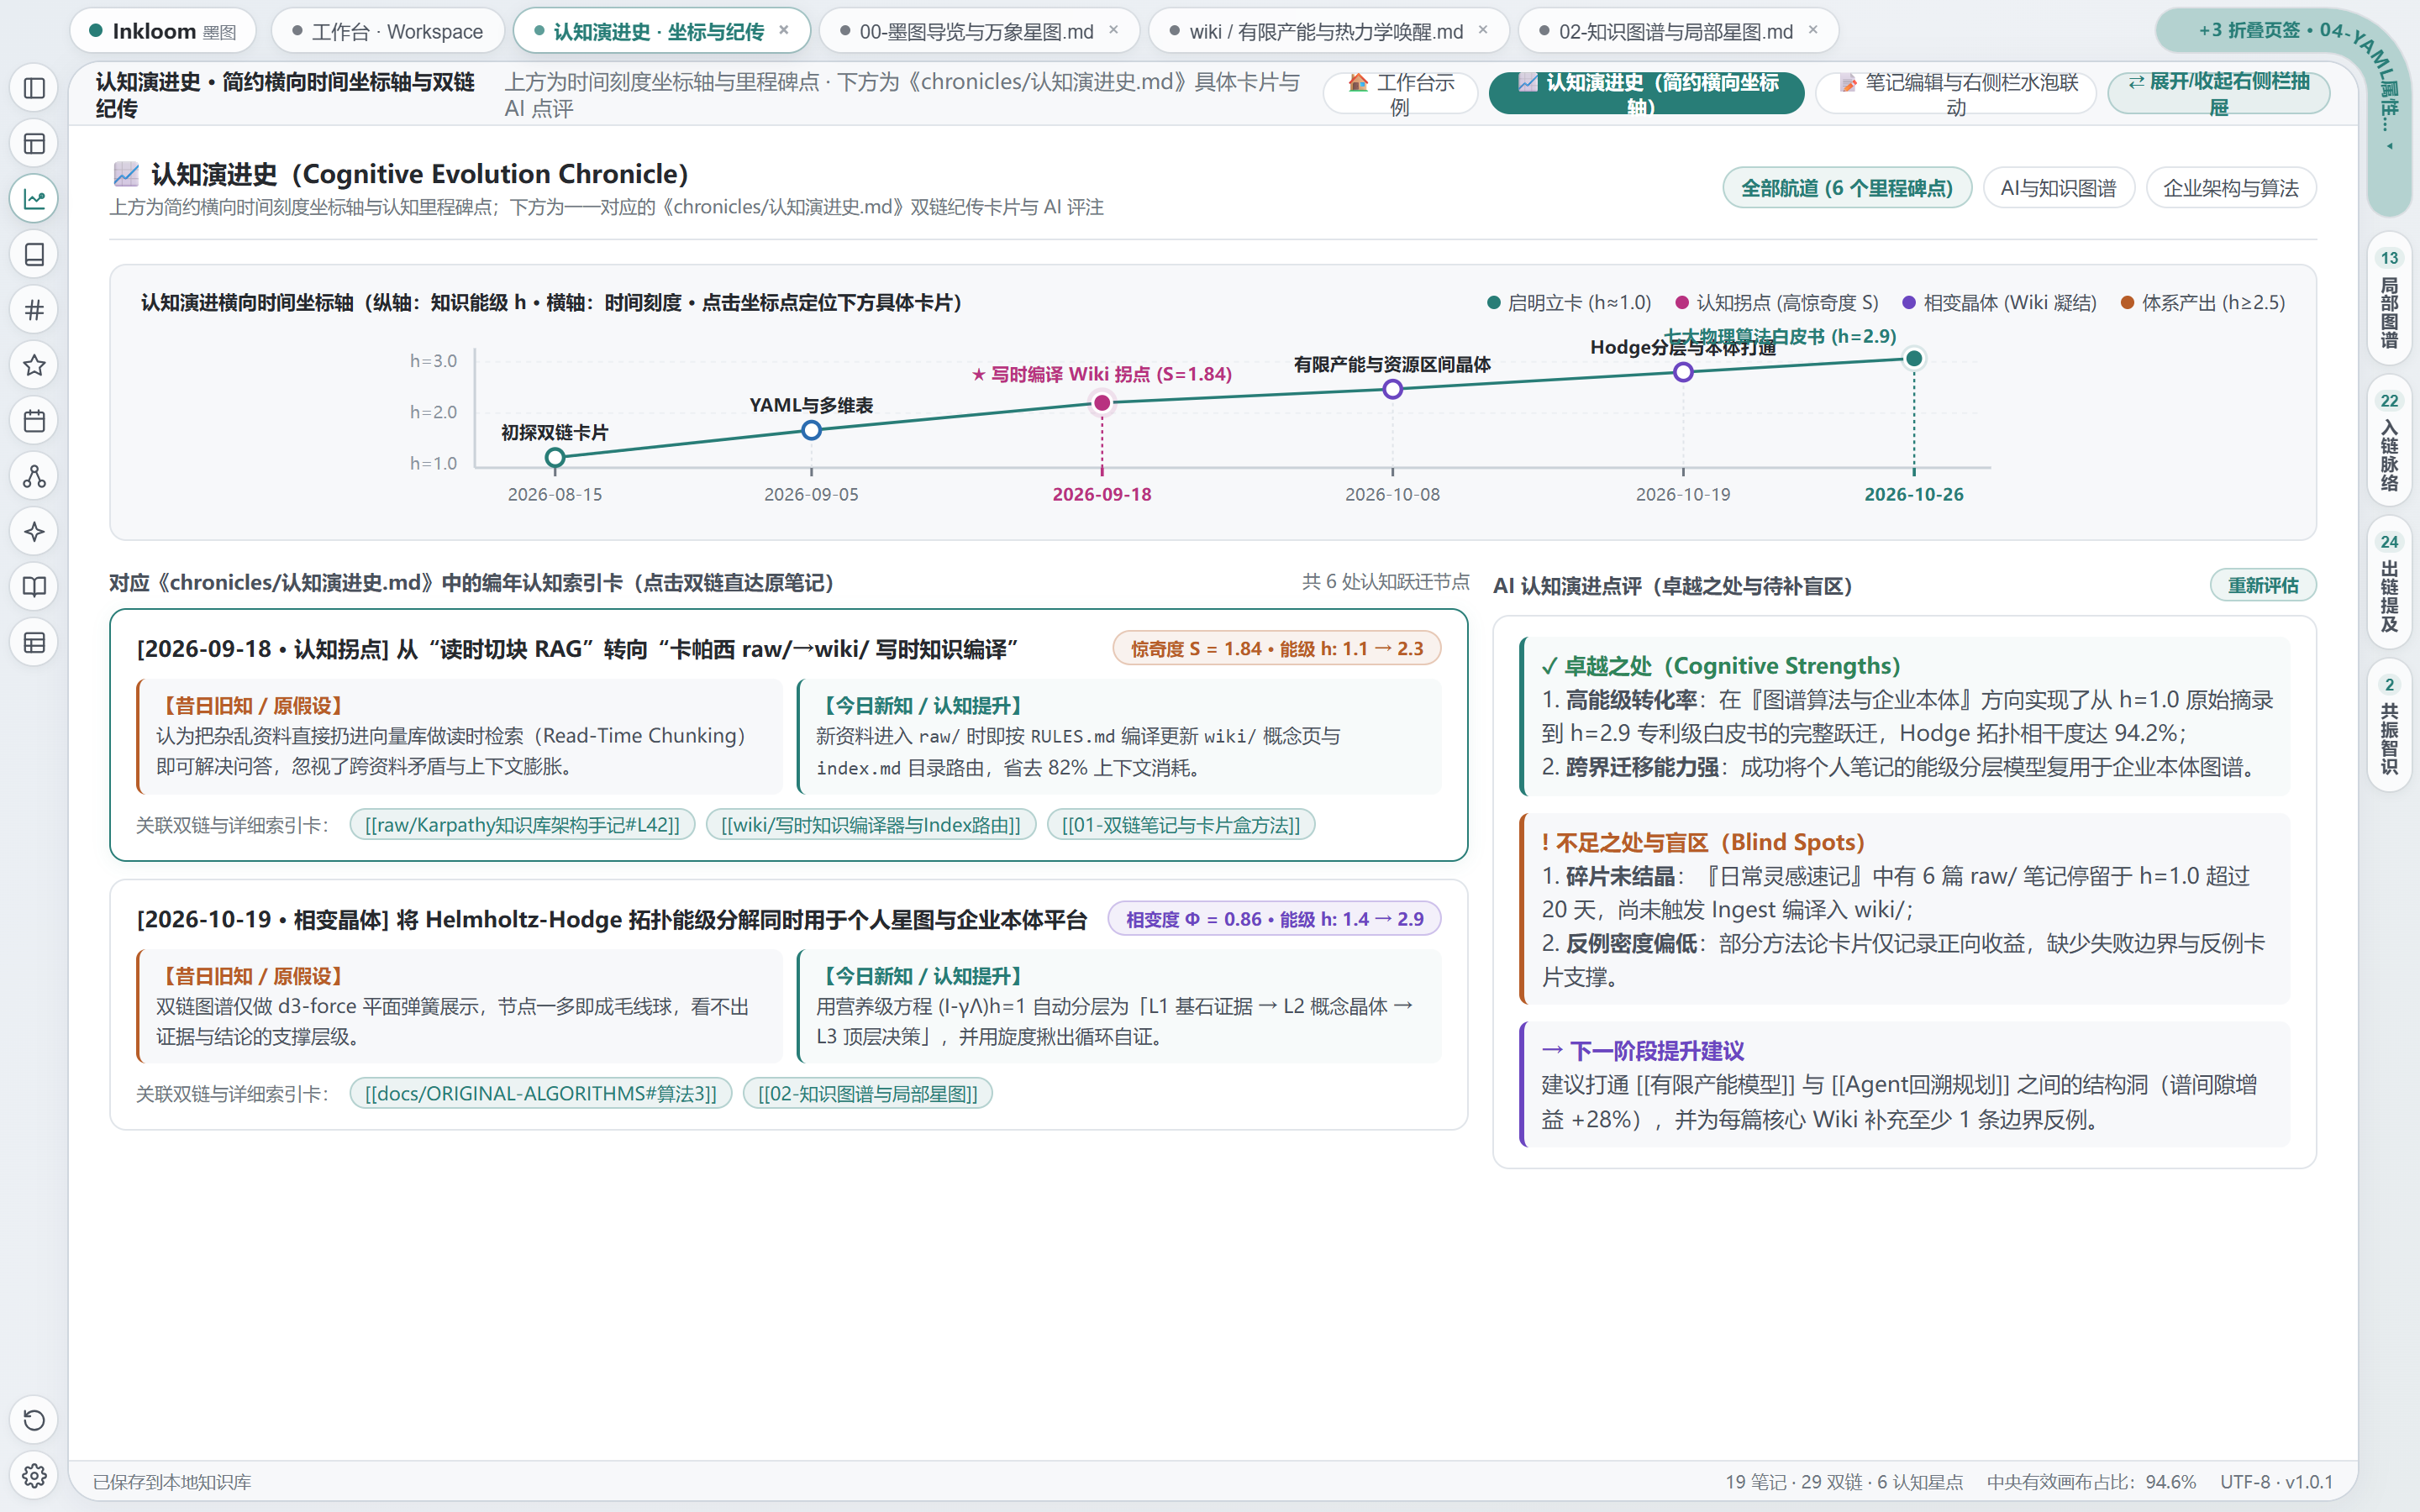 Inkloom 墨图
工作台 · Workspace
认知演进史 · 坐标与纪传 ×
00-墨图导览与万象星图.md ×
wiki / 有限产能与热力学唤醒.md ×
02-知识图谱与局部星图.md ×
+3 折叠页签 • 04-YAML属性...
认知演进史 • 简约横向时间坐标轴与双链
纪传
上方为时间刻度坐标轴与里程碑点 · 下方为《chronicles/认知演进史.md》具体卡片与
AI 点评
工作台示
例
认知演进史（简约横向坐标
轴）
笔记编辑与右侧栏水泡联
动
⇄ 展开/收起右侧栏抽
屉
认知演进史（Cognitive Evolution Chronicle）
上方为简约横向时间刻度坐标轴与认知里程碑点；下方为一一对应的《chronicles/认知演进史.md》双链纪传卡片与 AI 评注
全部航道 (6 个里程碑点)
AI与知识图谱
企业架构与算法
认知演进横向时间坐标轴（纵轴：知识能级 h • 横轴：时间刻度 • 点击坐标点定位下方具体卡片）
启明立卡 (h≈1.0)
认知拐点 (高惊奇度 S)
相变晶体 (Wiki 凝结)
体系产出 (h≥2.5)
h=3.0
h=2.0
h=1.0
初探双链卡片
YAML与多维表
★ 写时编译 Wiki 拐点 (S=1.84)
有限产能与资源区间晶体
Hodge分层与本体打通
七大物理算法白皮书 (h=2.9)
2026-08-15
2026-09-05
2026-09-18
2026-10-08
2026-10-19
2026-10-26
对应《chronicles/认知演进史.md》中的编年认知索引卡（点击双链直达原笔记）
共 6 处认知跃迁节点
[2026-09-18 • 认知拐点] 从“读时切块 RAG”转向“卡帕西 raw/→wiki/ 写时知识编译”
惊奇度 S = 1.84 • 能级 h: 1.1 → 2.3
【昔日旧知 / 原假设】
认为把杂乱资料直接扔进向量库做读时检索（Read-Time Chunking）
即可解决问答，忽视了跨资料矛盾与上下文膨胀。
【今日新知 / 认知提升】
新资料进入 raw/ 时即按 RULES.md 编译更新 wiki/ 概念页与
index.md 目录路由，省去 82% 上下文消耗。
关联双链与详细索引卡：
[[raw/Karpathy知识库架构手记#L42]]
[[wiki/写时知识编译器与Index路由]]
[[01-双链笔记与卡片盒方法]]
[2026-10-19 • 相变晶体] 将 Helmholtz-Hodge 拓扑能级分解同时用于个人星图与企业本体平台
相变度 Φ = 0.86 • 能级 h: 1.4 → 2.9
【昔日旧知 / 原假设】
双链图谱仅做 d3-force 平面弹簧展示，节点一多即成毛线球，看不出
证据与结论的支撑层级。
【今日新知 / 认知提升】
用营养级方程 (I-γΛ)h=1 自动分层为「L1 基石证据 → L2 概念晶体 →
L3 顶层决策」，并用旋度揪出循环自证。
关联双链与详细索引卡：
[[docs/ORIGINAL-ALGORITHMS#算法3]]
[[02-知识图谱与局部星图]]
AI 认知演进点评（卓越之处与待补盲区）
重新评估
✓ 卓越之处（Cognitive Strengths）
1. 高能级转化率：在『图谱算法与企业本体』方向实现了从 h=1.0 原始摘录
到 h=2.9 专利级白皮书的完整跃迁，Hodge 拓扑相干度达 94.2%；
2. 跨界迁移能力强：成功将个人笔记的能级分层模型复用于企业本体图谱。
! 不足之处与盲区（Blind Spots）
1. 碎片未结晶：『日常灵感速记』中有 6 篇 raw/ 笔记停留于 h=1.0 超过
20 天，尚未触发 Ingest 编译入 wiki/；
2. 反例密度偏低：部分方法论卡片仅记录正向收益，缺少失败边界与反例卡
片支撑。
→ 下一阶段提升建议
建议打通 [[有限产能模型]] 与 [[Agent回溯规划]] 之间的结构洞（谱间隙增
益 +28%），并为每篇核心 Wiki 补充至少 1 条边界反例。
13
局部图谱
22
入链脉络
24
出链提及
2
共振智识
已保存到本地知识库
19 笔记 · 29 双链 · 6 认知星点
中央有效画布占比：94.6%
UTF-8 · v1.0.1